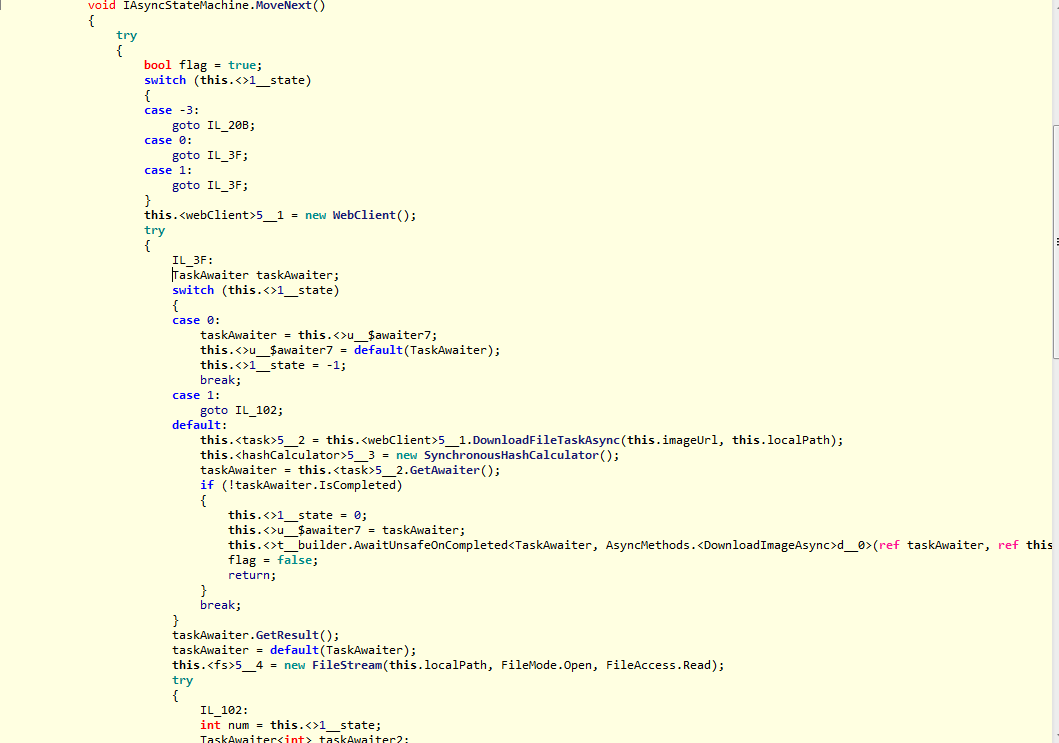 void IAsyncStateMachine.MoveNext()
{
try
{
bool flag = true;
switch (this.<>1__state)
{
case -3:
goto IL_20B;
case 0:
goto IL_3F;
case 1:
goto IL_3F;
}
this.<webClient>5__1 = new WebClient();
try
{
IL_3F:
TaskAwaiter taskAwaiter;
switch (this.<>1__state)
{
case 0:
taskAwaiter = this.<>u__$awaiter7;
this.<>u__$awaiter7 = default(TaskAwaiter);
this.<>1__state = -1;
break;
case 1:
goto IL_102;
default:
this.<task>5__2 = this.<webClient>5__1.DownloadFileTaskAsync(this.imageUrl, this.localPath);
this.<hashCalculator>5__3 = new SynchronousHashCalculator();
taskAwaiter = this.<task>5__2.GetAwaiter();
if (!taskAwaiter.IsCompleted)
{
this.<>1__state = 0;
this.<>u__$awaiter7 = taskAwaiter;
this.<>t__builder.AwaitUnsafeOnCompleted<TaskAwaiter, AsyncMethods.<DownloadImageAsync>d__0>(ref taskAwaiter, ref this
flag = false;
return;
}
break;
}
taskAwaiter.GetResult();
taskAwaiter = default(TaskAwaiter);
this.<fs>5__4 = new FileStream(this.localPath, FileMode.Open, FileAccess.Read);
try
{
IL_102:
int num = this.<>1__state;
TaskAwaiter<int> taskAwaiter2;